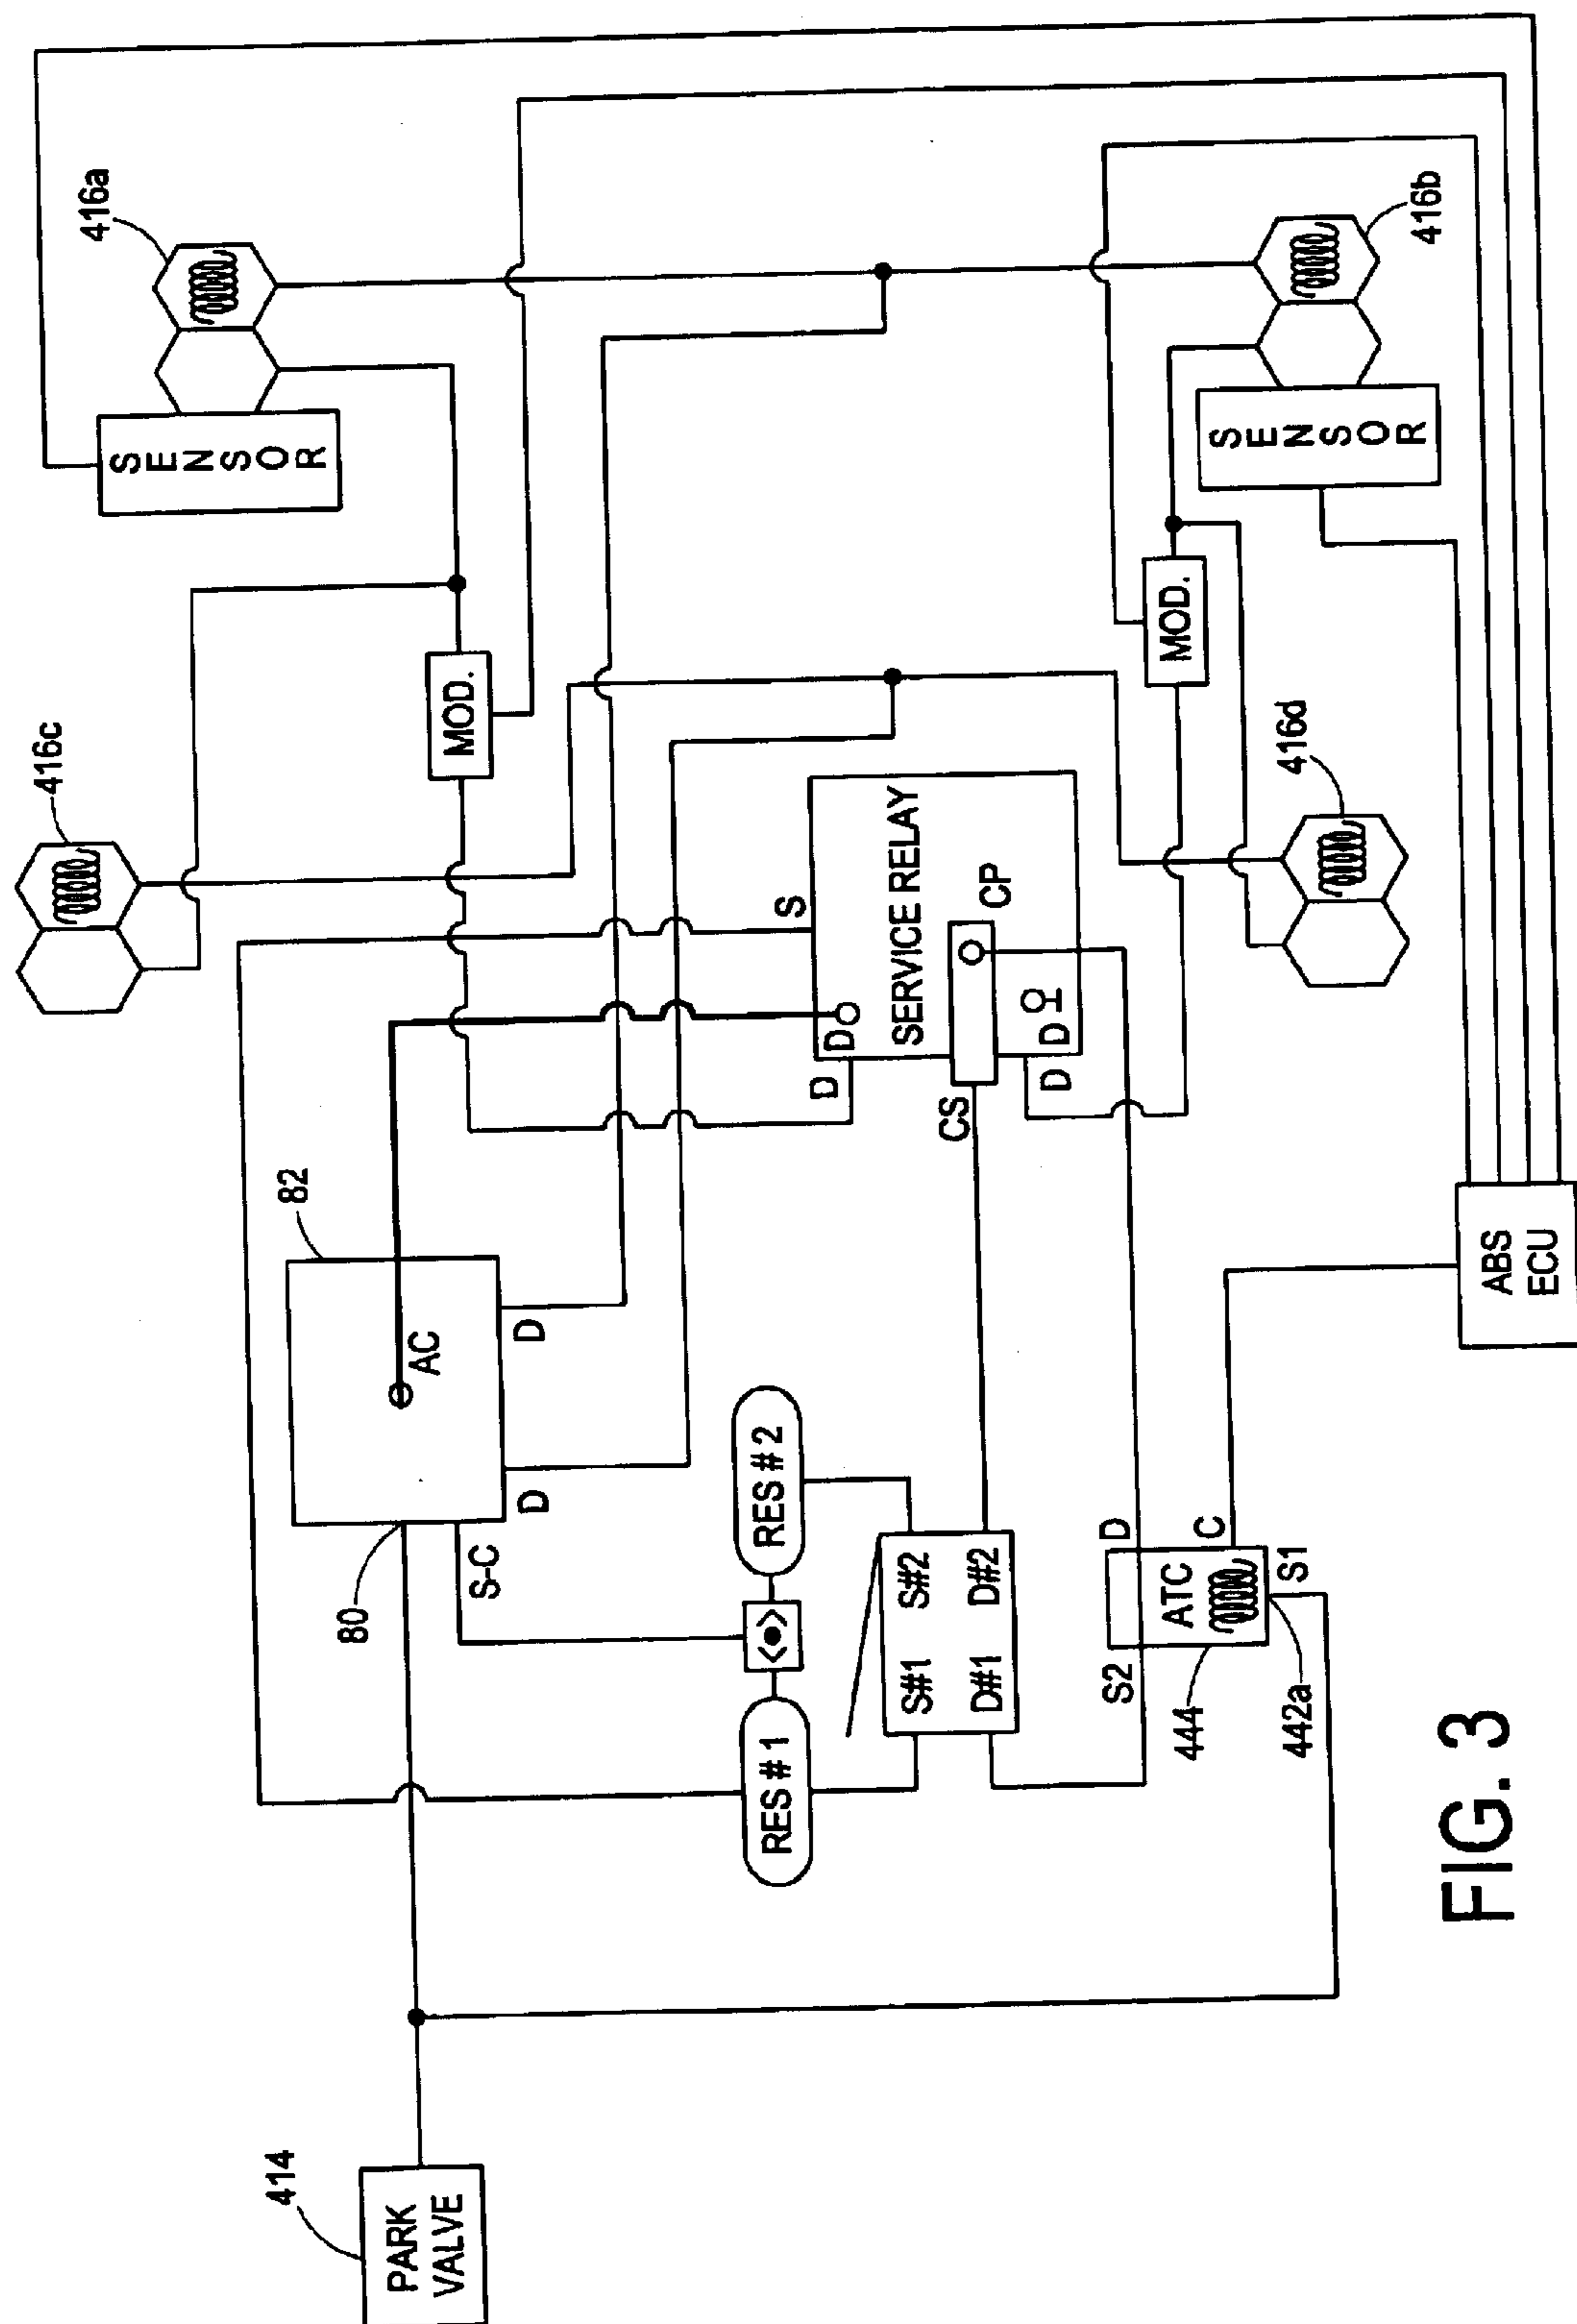 414
PARK
VALVE
80
82
S-C
D
D
AC
RES # 1
RES # 2
S#1
S#2
D#1
D#2
S2
D
ATC
C
S1
444
442a
ABS
ECU
D
D
S
SERVICE RELAY
CS
CP
D
D
416c
MOD.
SENSOR
416a
416d
MOD.
SENSOR
416b
FIG. 3